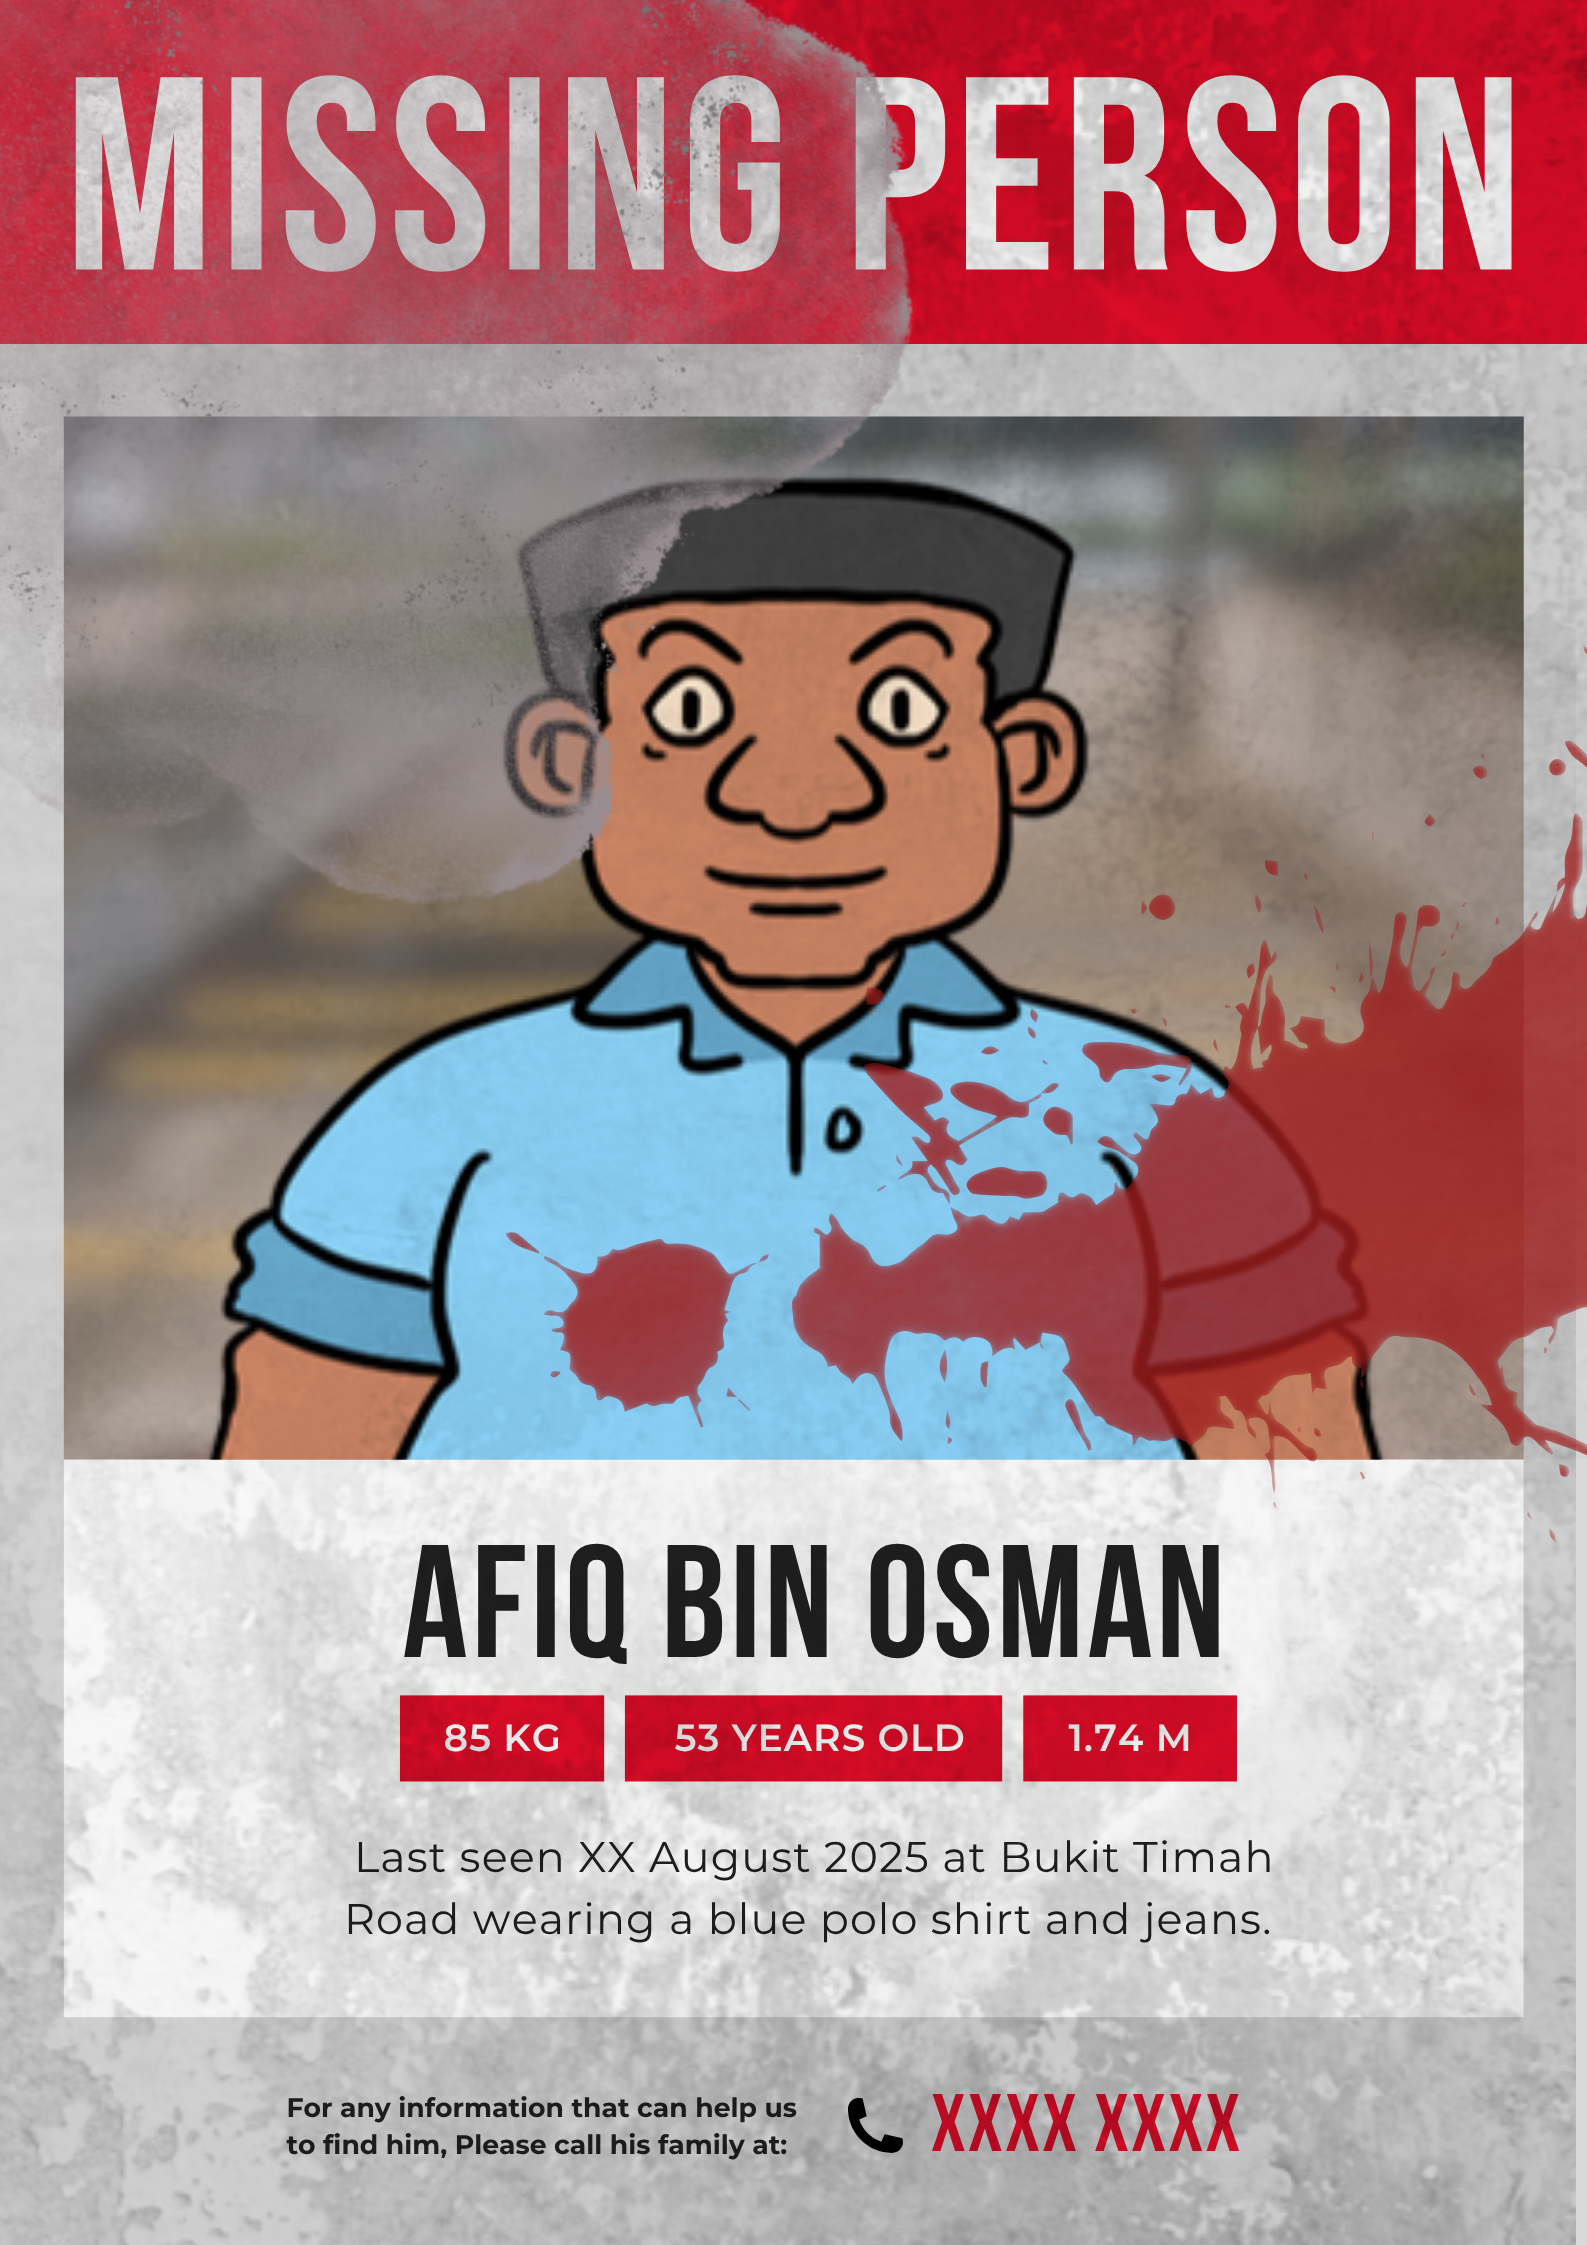 MISSING PERSON
AFIQ BIN OSMAN
85 KG
53 YEARS OLD
1.74 M
Last seen XX August 2025 at Bukit Timah
Road wearing a blue polo shirt and jeans.
For any information that can help us
to find him, Please call his family at:
XXXX XXXX